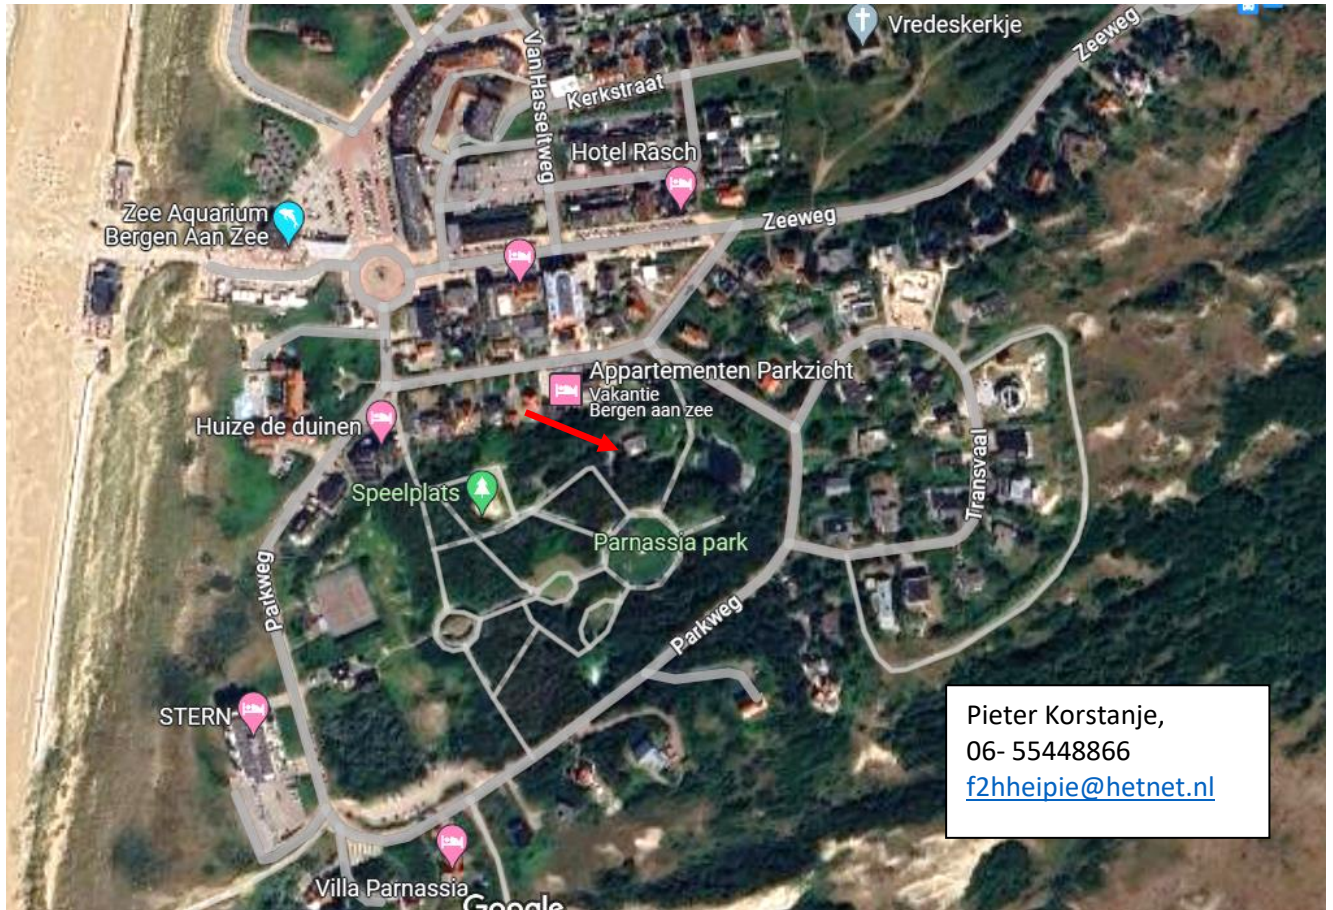 Vredeskerkje
Zeeweg
Van Hasseltweg
Kerkstraat
Hotel Rasch
Zee Aquarium
Bergen Aan Zee
Zeeweg
Appartementen Parkzicht
Vakantie
Bergen aan zee
Huize de duinen
Speelplats
Transvaal
Parnassia park
Parkweg
Parkweg
STERN
Pieter Korstanje,
06- 55448866
f2hheipie@hetnet.nl
Villa Parnassia
Google